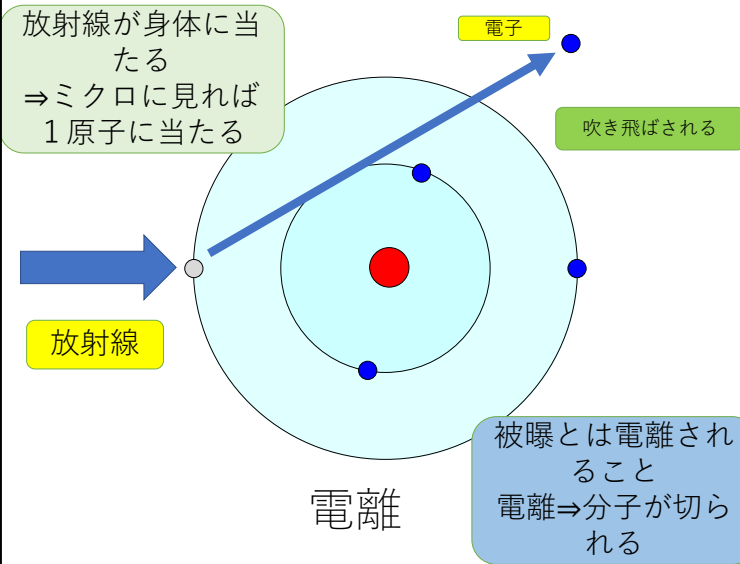 放射線が身体に当
たる
⇒ミクロに見れば
１原子に当たる
電子
吹き飛ばされる
放射線
電離
被曝とは電離され
ること
電離⇒分子が切ら
れる